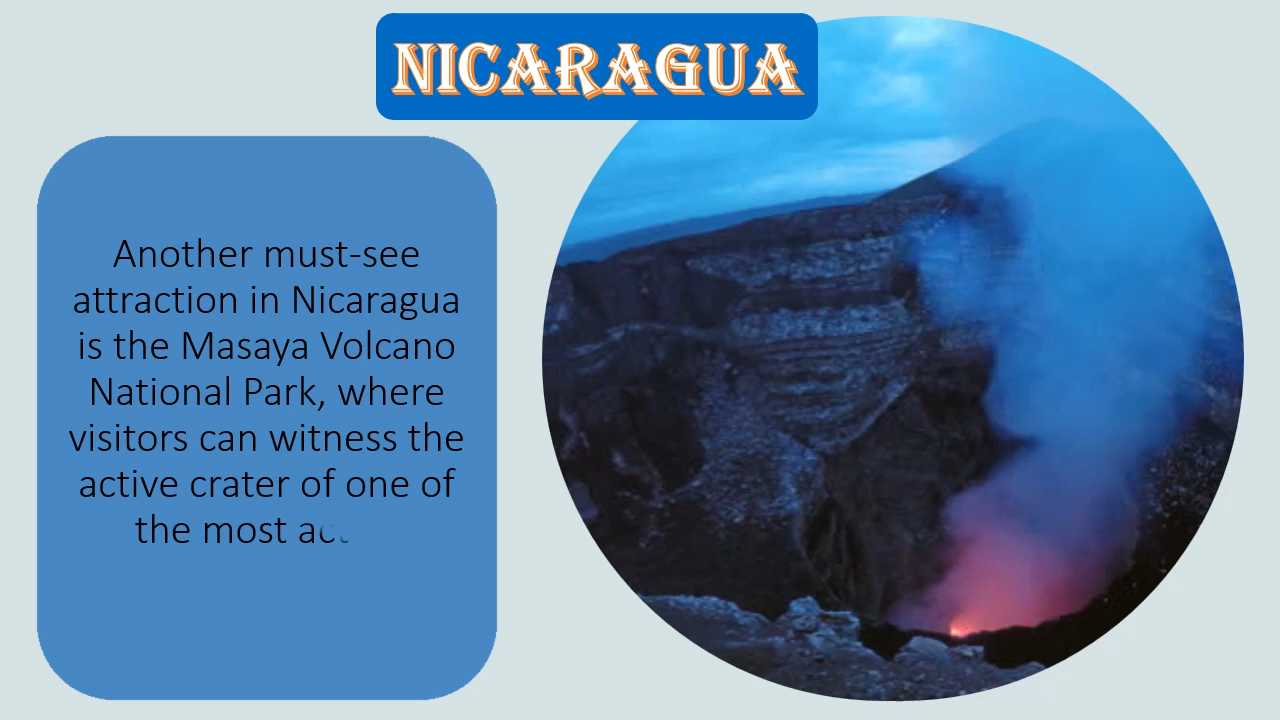 NICARAGUA
Another must-see
attraction in Nicaragua
is the Masaya Volcano
National Park, where
visitors can witness the
active crater of one of
the most